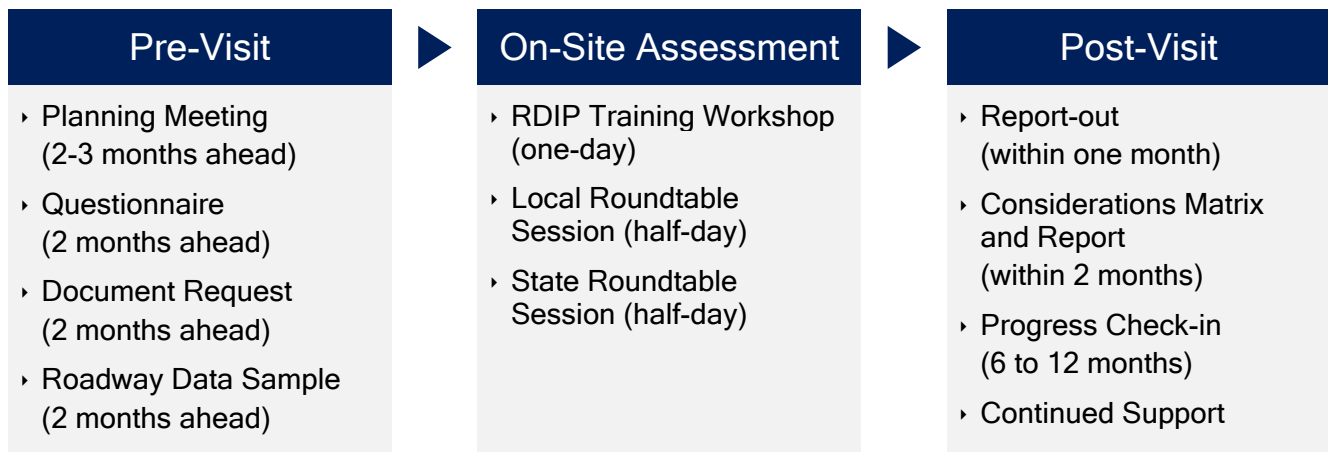 Pre-Visit
Planning Meeting
(2-3 months ahead)
Questionnaire
(2 months ahead)
Document Request
(2 months ahead)
Roadway Data Sample
(2 months ahead)
On-Site Assessment
RDIP Training Workshop
(one-day)
Local Roundtable
Session (half-day)
State Roundtable
Session (half-day)
Post-Visit
Report-out
(within one month)
Considerations Matrix
and Report
(within 2 months)
Progress Check-in
(6 to 12 months)
Continued Support